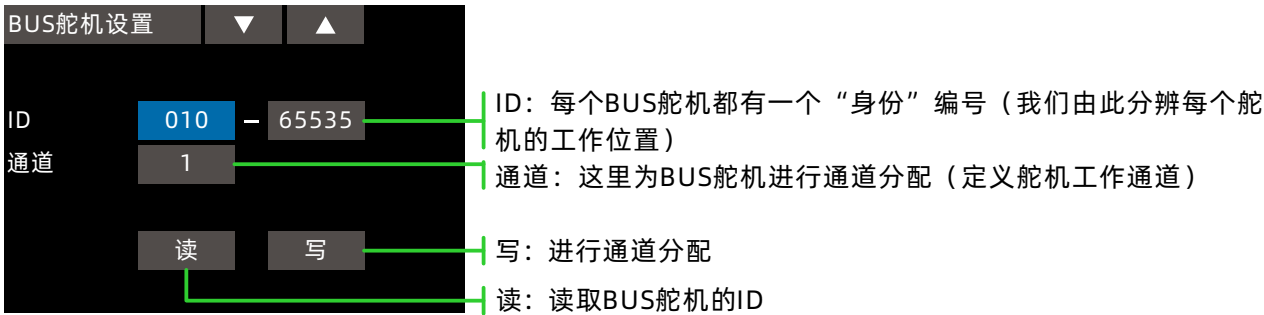 BUS舵机设置 ▼ ▲
ID 010 – 65535
通道 1
读 写
ID：每个BUS舵机都有一个“身份”编号（我们由此分辨每个舵
机的工作位置）
通道：这里为BUS舵机进行通道分配（定义舵机工作通道）
写：进行通道分配
读：读取BUS舵机的ID